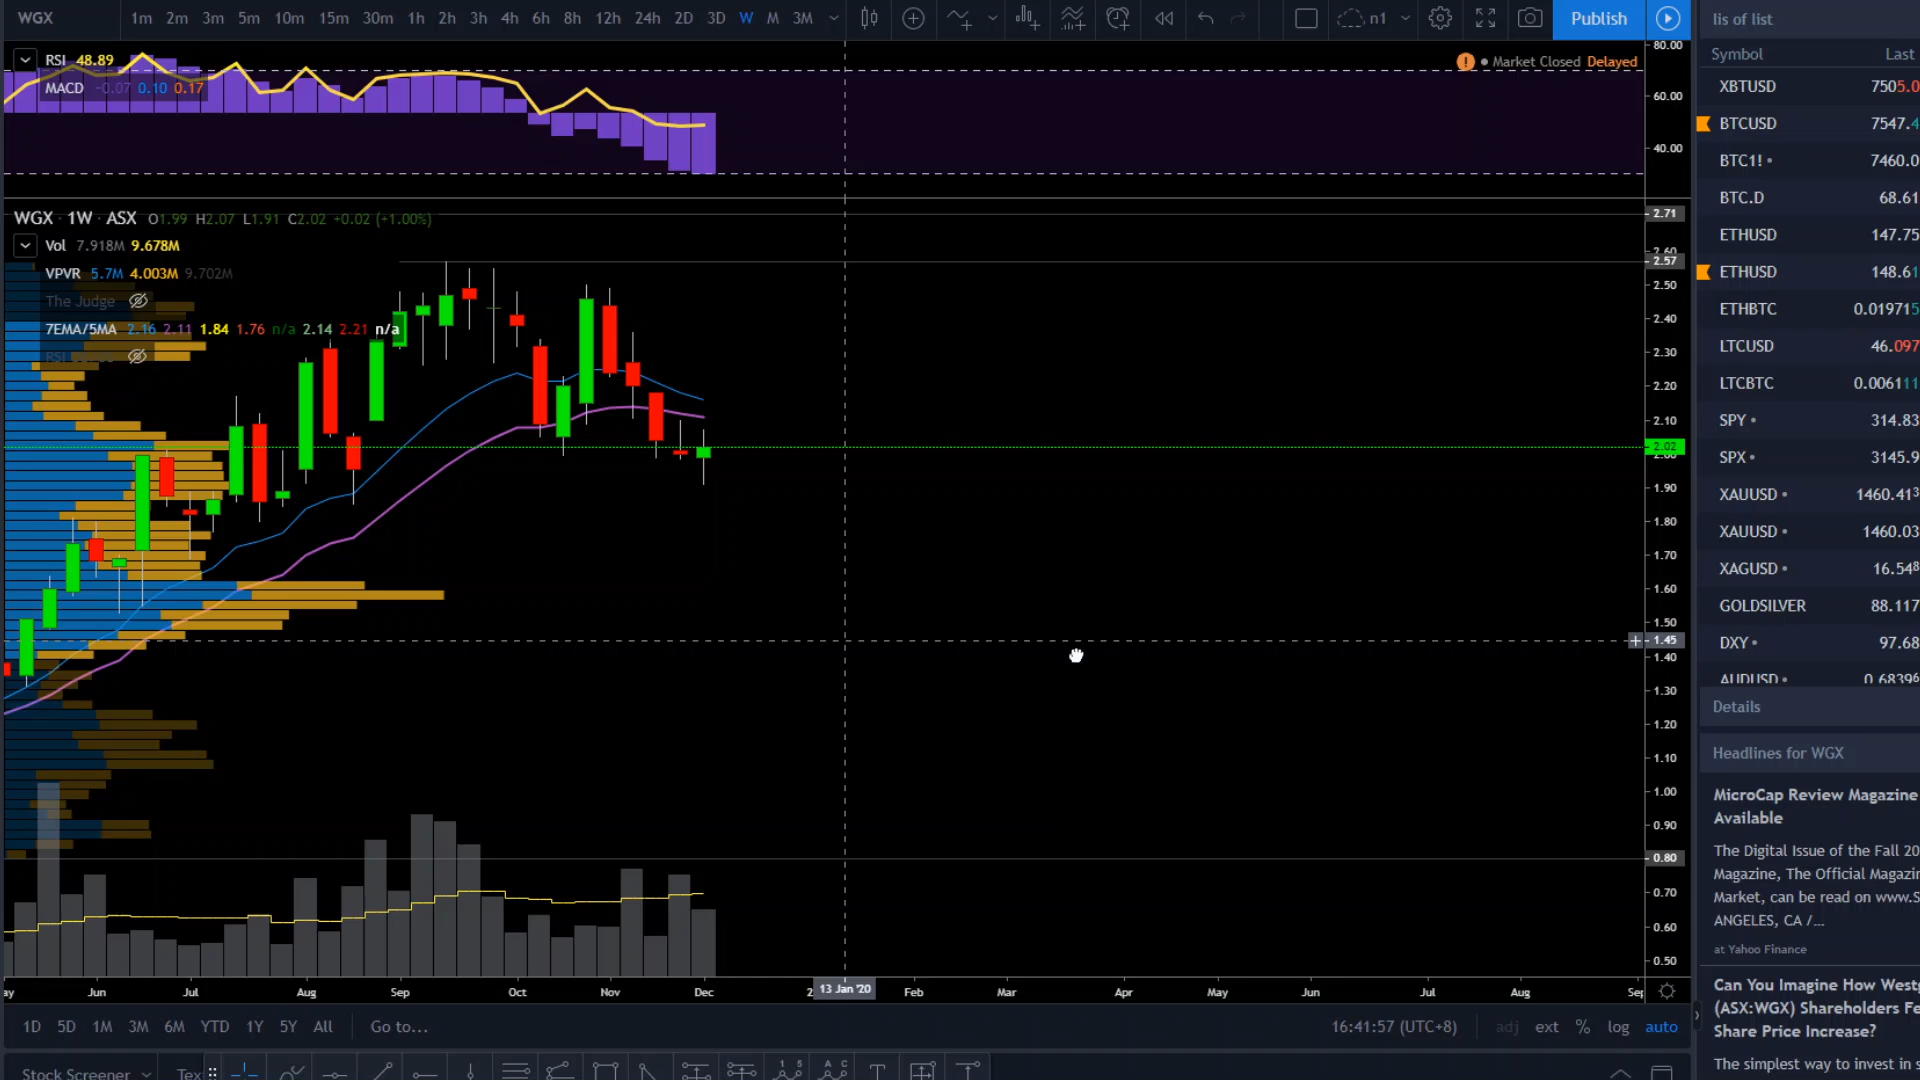 WGX 1m 2m 3m 5m 10m 15m 30m 1h 2h 3h 4h 6h 8h 12h 24h 2D 3D W M 3M n1 Publish
lis of list
Symbol Last
XBTUSD 7505.0
BTCUSD 7547.4
BTC1! 7460.0
BTC.D 68.61
ETHUSD 147.75
ETHUSD 148.61
ETHBTC 0.019715
LTCUSD 46.097
LTCBTC 0.006111
SPY 314.83
SPX 3145.9
XAUUSD 1460.413
XAUUSD 1460.03
XAGUSD 16.548
GOLDSILVER 88.117
DXY 97.68
AUDUSD 0.68396
Details
Headlines for WGX
MicroCap Review Magazine
Available
The Digital Issue of the Fall 20
Magazine, The Official Magazin
Market, can be read on www.S
ANGELES, CA /...
at Yahoo Finance
Can You Imagine How Westg
(ASX:WGX) Shareholders Fe
Share Price Increase?
The simplest way to invest in s
RSI 48.89
MACD -0.07 0.10 0.17
! Market Closed Delayed
80.00
60.00
40.00
WGX · 1W · ASX O1.99 H2.07 L1.91 C2.02 +0.02 (+1.00%)
Vol 7.918M 9.678M
VPVR 5.7M 4.003M 9.702M
The Judge
7EMA/5MA 2.16 2.11 1.84 1.76 n/a 2.14 2.21 n/a
RSI
2.71
2.60
2.57
2.50
2.40
2.30
2.20
2.10
2.02
2.00
1.90
1.80
1.70
1.60
1.50
1.45
1.40
1.30
1.20
1.10
1.00
0.90
0.80
0.70
0.60
0.50
ay Jun Jul Aug Sep Oct Nov Dec 2 13 Jan '20 Feb Mar Apr May Jun Jul Aug Sep
1D 5D 1M 3M 6M YTD 1Y 5Y All Go to... 16:41:57 (UTC+8) adj ext % log auto
Stock Screener Tex